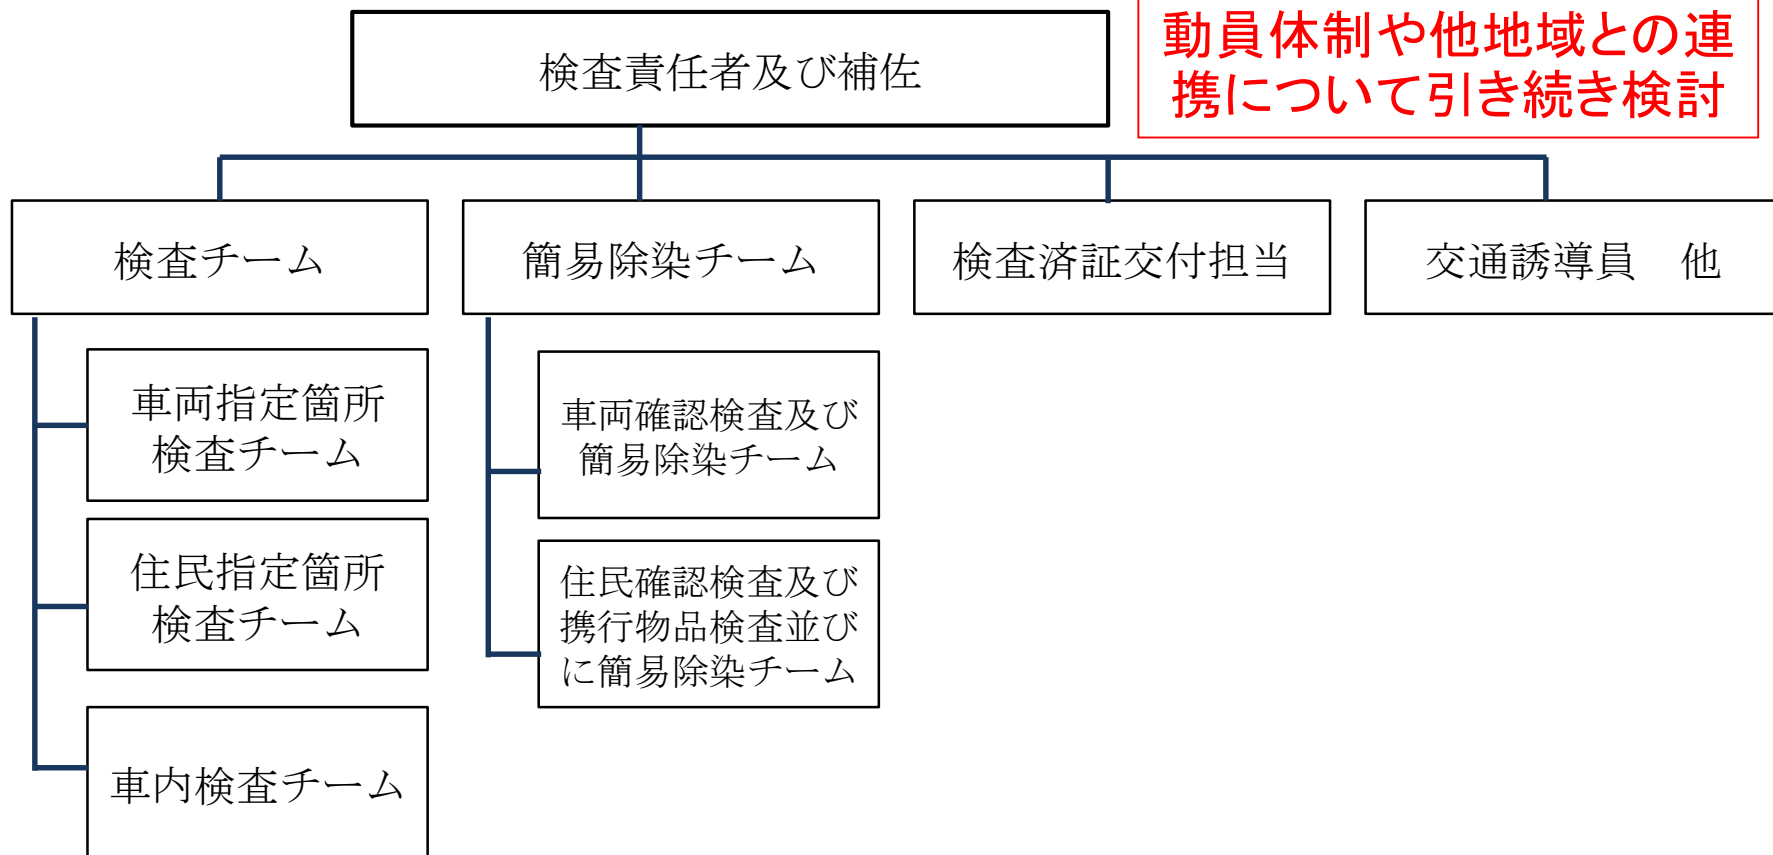 動員体制や他地域との連
携について引き続き検討
検査責任者及び補佐
検査チーム
簡易除染チーム
検査済証交付担当
交通誘導員　他
車両指定箇所
検査チーム
住民指定箇所
検査チーム
車内検査チーム
車両確認検査及び
簡易除染チーム
住民確認検査及び
携行物品検査並び
に簡易除染チーム